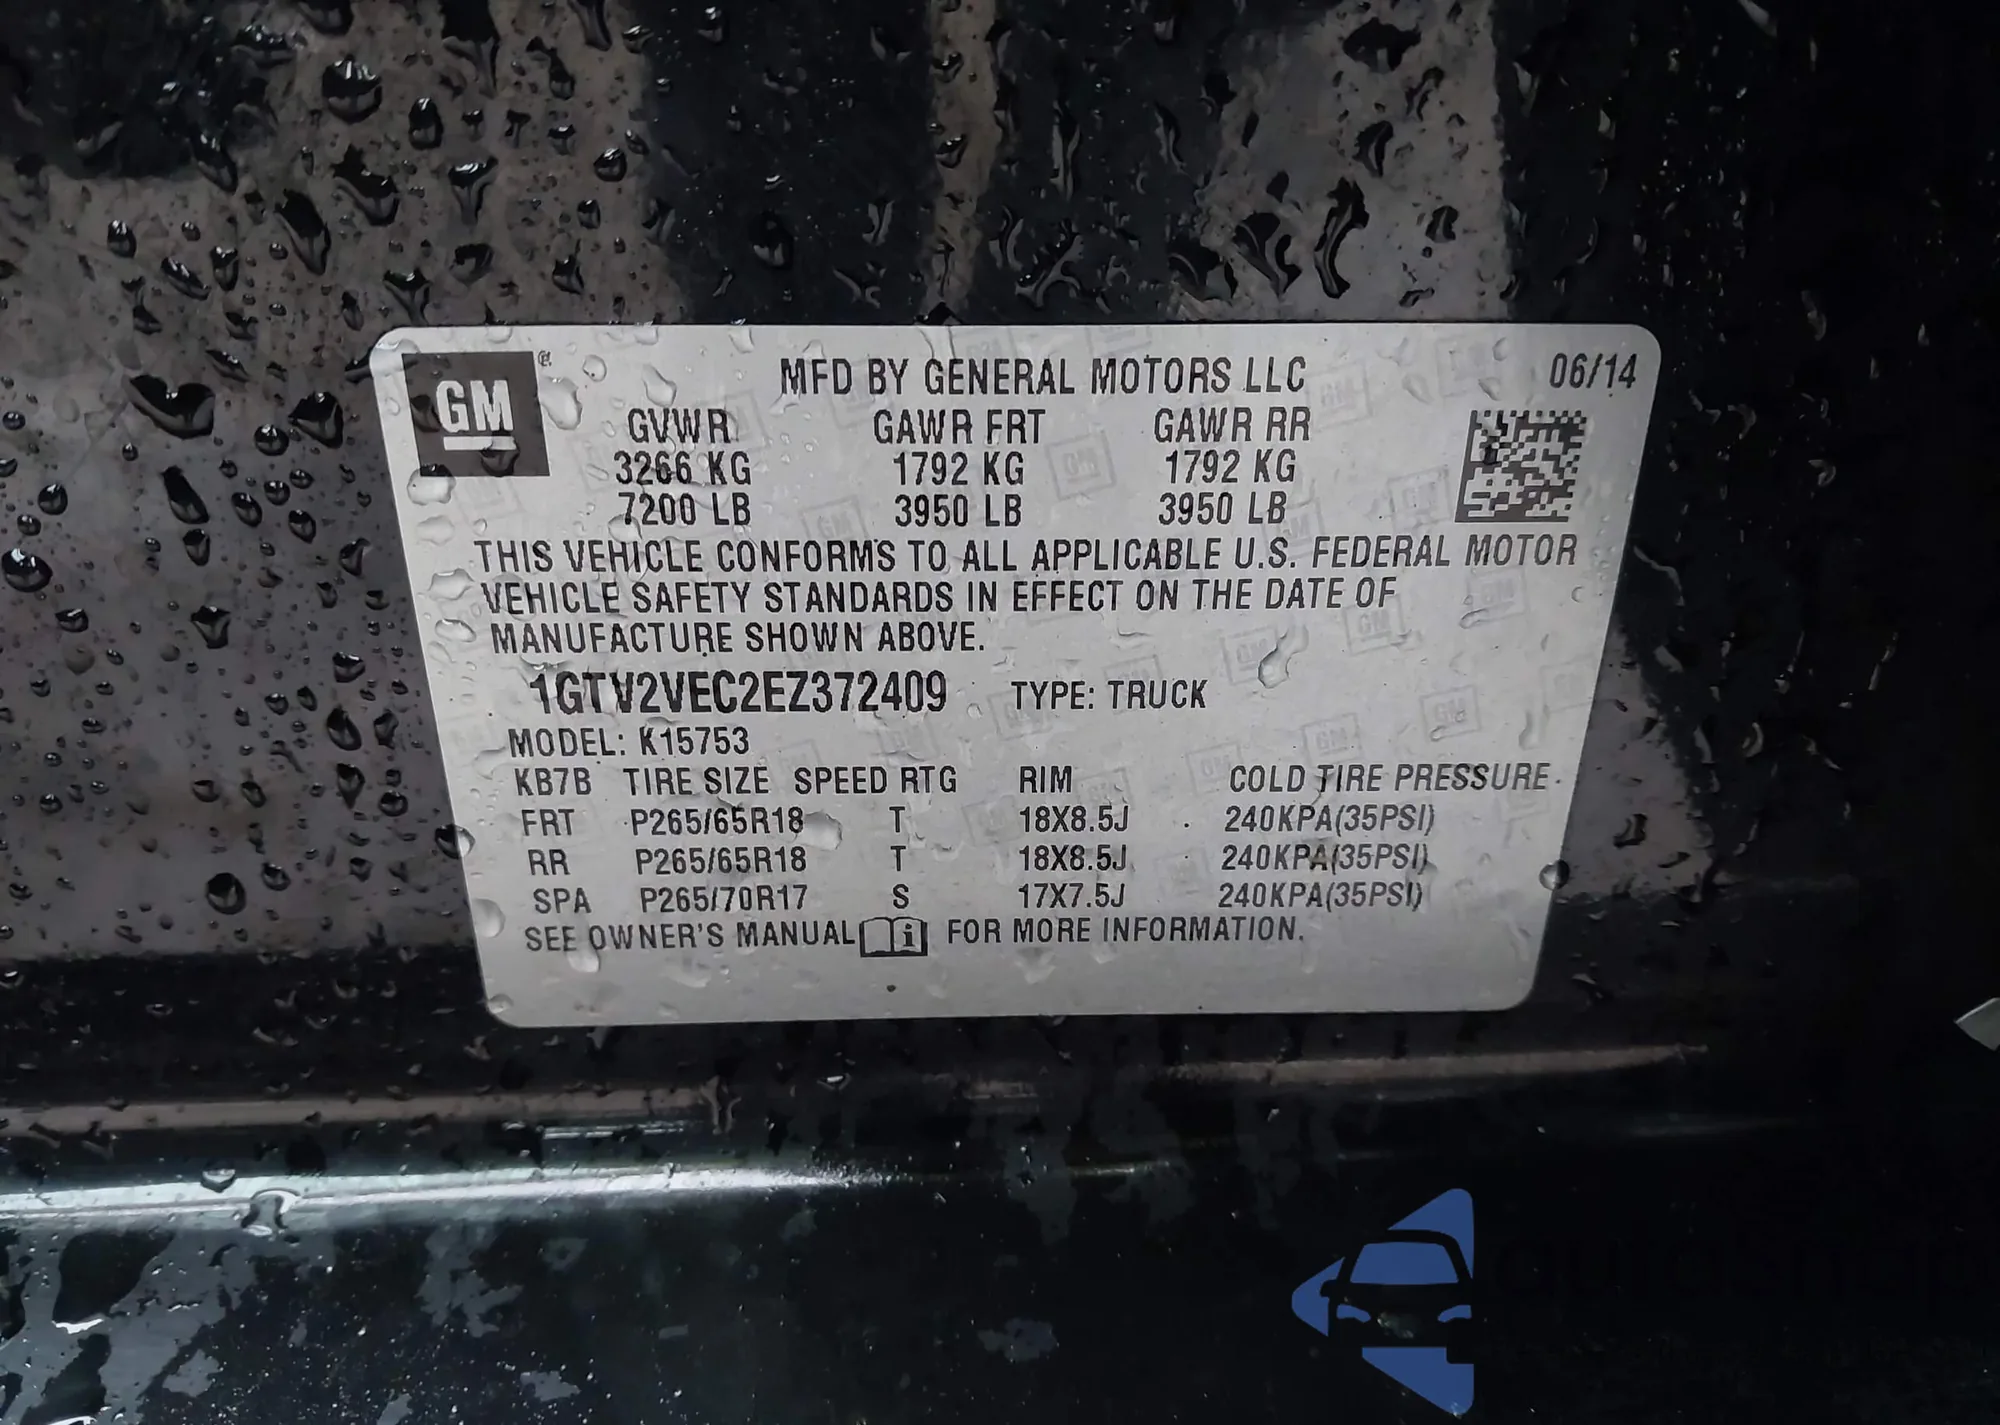 GM ®
MFD BY GENERAL MOTORS LLC 06/14
GVWR GAWR FRT GAWR RR
3266 KG 1792 KG 1792 KG
7200 LB 3950 LB 3950 LB
THIS VEHICLE CONFORMS TO ALL APPLICABLE U.S. FEDERAL MOTOR
VEHICLE SAFETY STANDARDS IN EFFECT ON THE DATE OF
MANUFACTURE SHOWN ABOVE.
1GTV2VEC2EZ372409 TYPE: TRUCK
MODEL: K15753
KB7B TIRE SIZE SPEED RTG RIM COLD TIRE PRESSURE
FRT P265/65R18 T 18X8.5J 240KPA(35PSI)
RR P265/65R18 T 18X8.5J 240KPA(35PSI)
SPA P265/70R17 S 17X7.5J 240KPA(35PSI)
SEE OWNER'S MANUAL i FOR MORE INFORMATION.